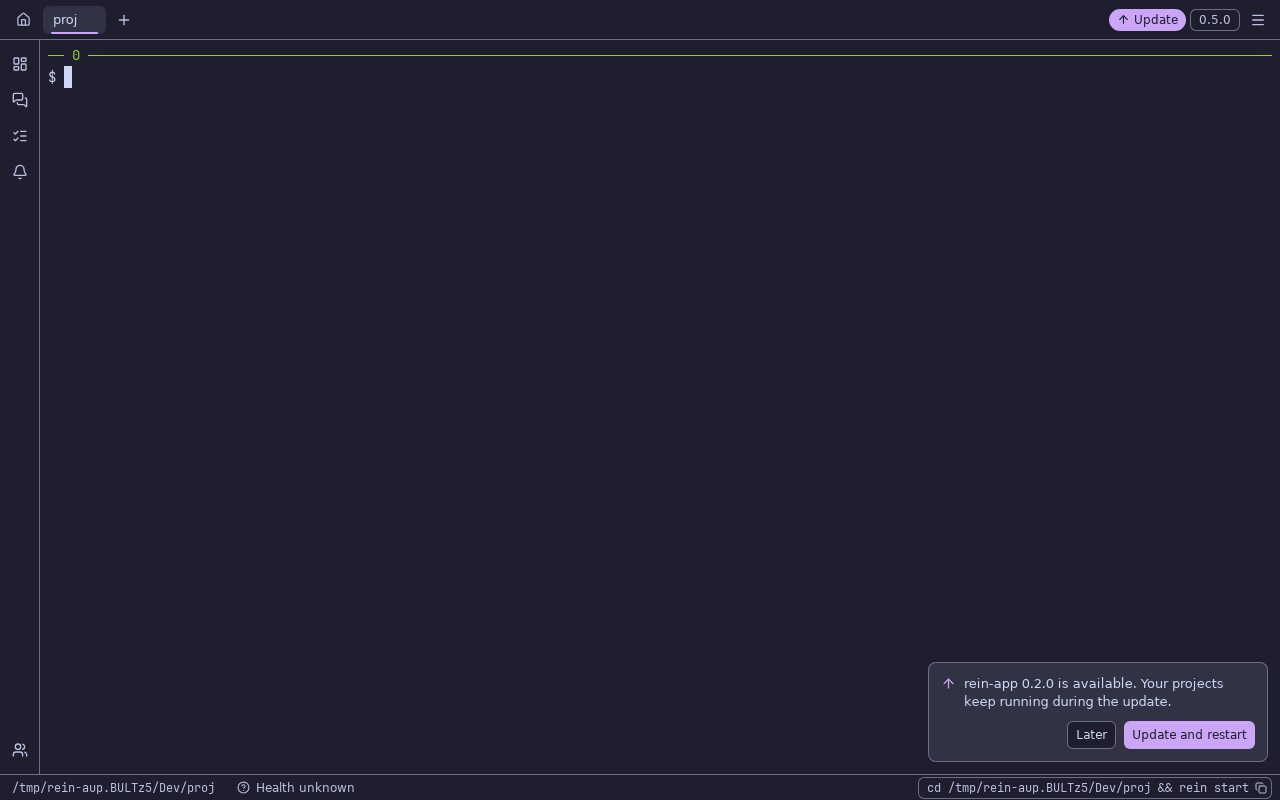 proj
Update
0.5.0
0
$
rein-app 0.2.0 is available. Your projects
keep running during the update.
Later
Update and restart
/tmp/rein-aup.BULTz5/Dev/proj
Health unknown
cd /tmp/rein-aup.BULTz5/Dev/proj && rein start